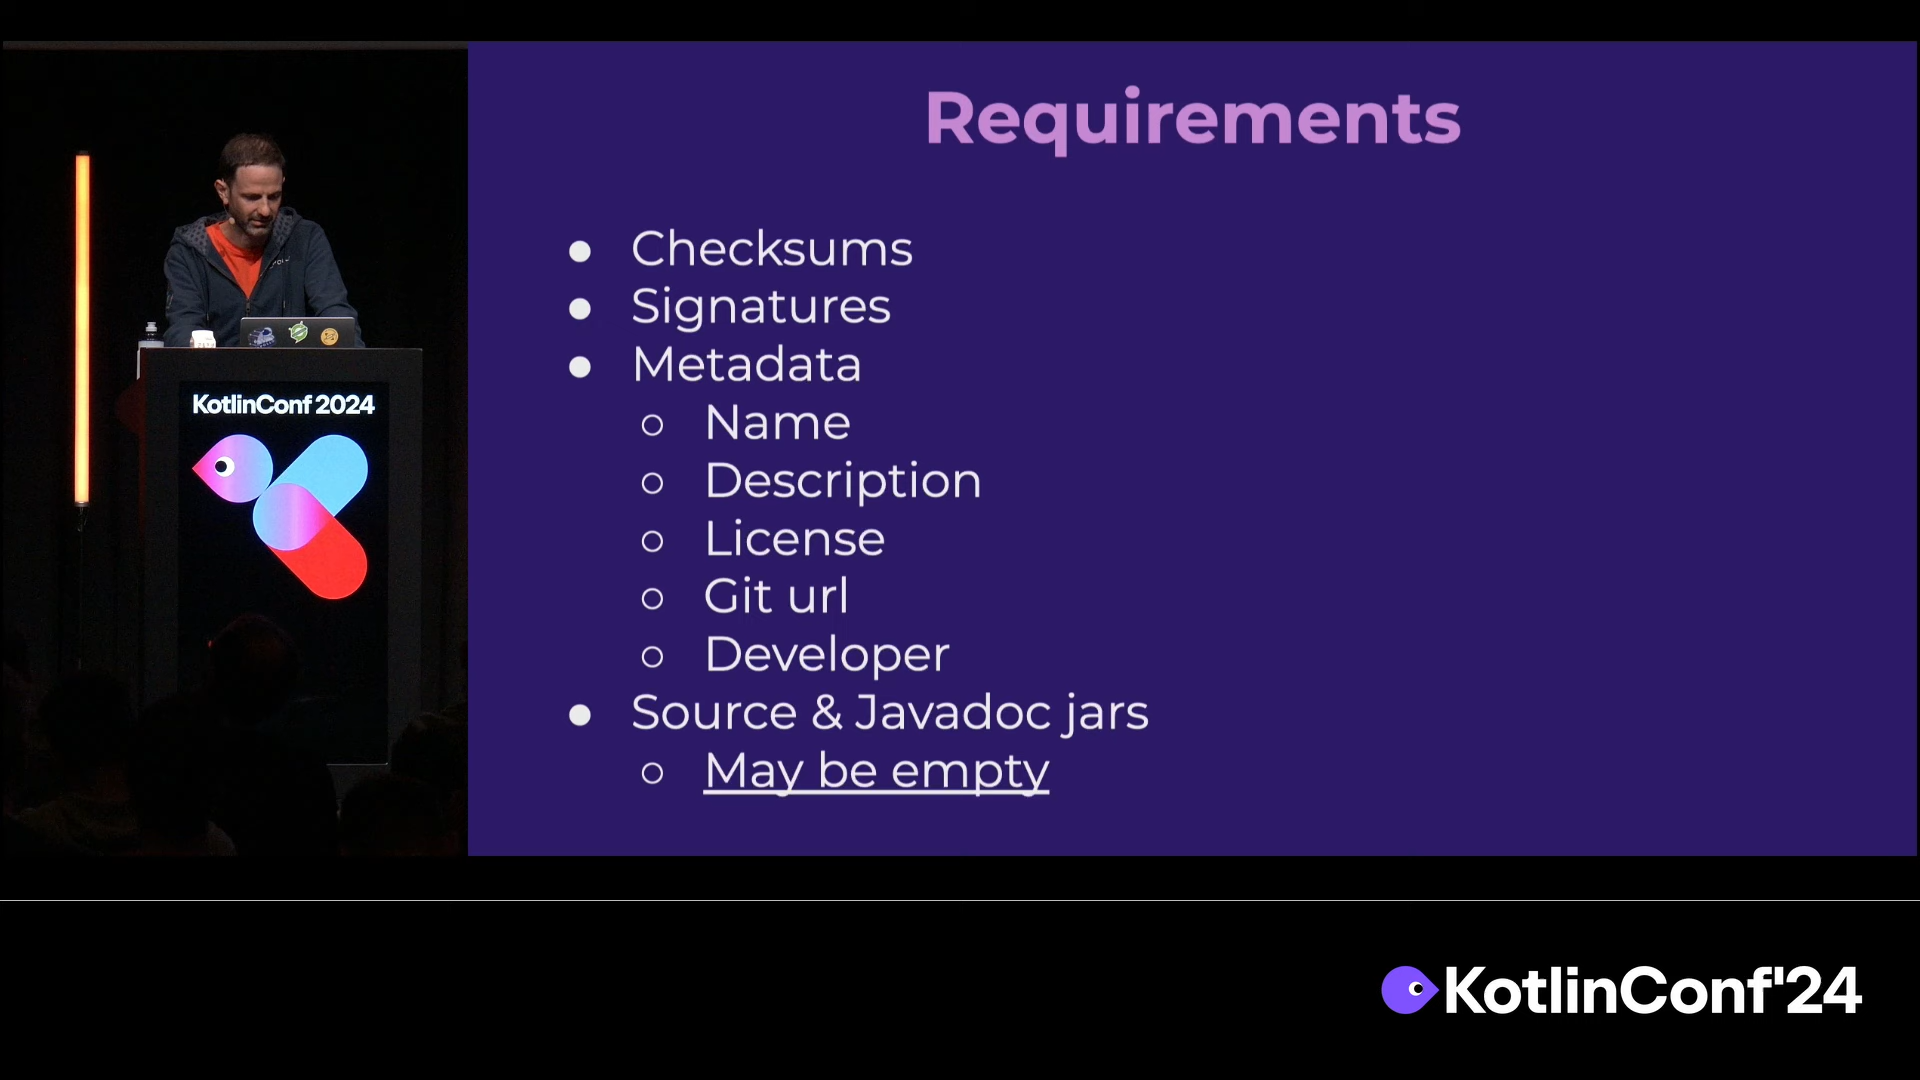 Requirements
Checksums
Signatures
Metadata
Name
Description
License
Git url
Developer
Source & Javadoc jars
May be empty
KotlinConf 2024
KotlinConf'24